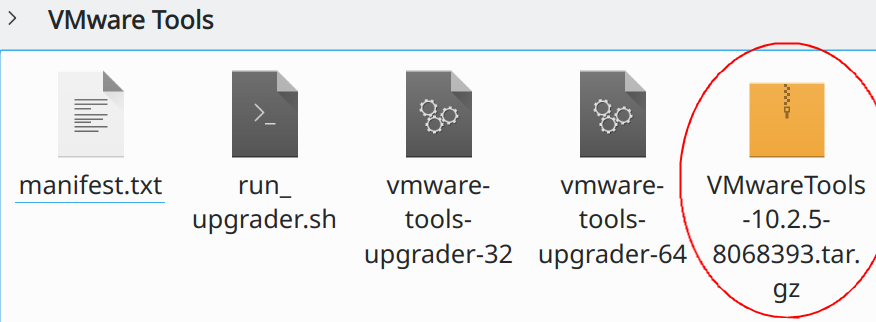 VMware Tools
manifest.txt
run_
upgrader.sh
vmware-
tools-
upgrader-32
vmware-
tools-
upgrader-64
VMwareTools
-10.2.5-
8068393.tar.
gz